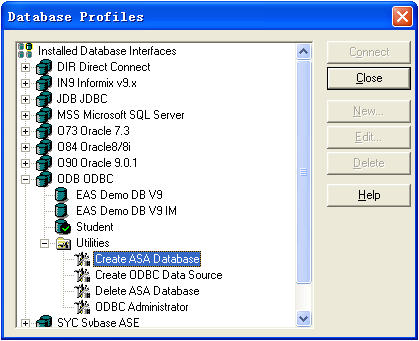 Database Profiles
Installed Database Interfaces
DIR Direct Connect
IN9 Informix v9.x
JDB JDBC
MSS Microsoft SQL Server
O73 Oracle 7.3
O84 Oracle8/8i
O90 Oracle 9.0.1
ODB ODBC
EAS Demo DB V9
EAS Demo DB V9 IM
Student
Utilities
Create ASA Database
Create ODBC Data Source
Delete ASA Database
ODBC Administrator
SYC Sybase ASE
Connect
Close
New...
Edit...
Delete
Help